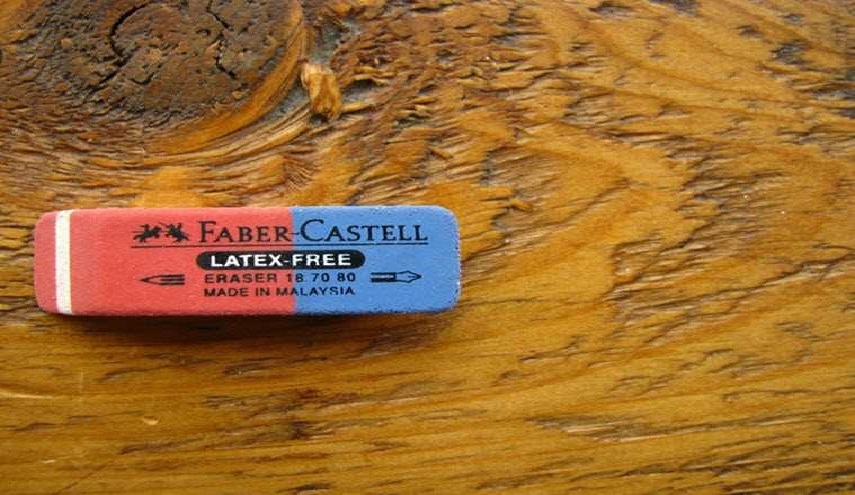 FABER-CASTELL
LATEX-FREE
ERASER 18 70 80
MADE IN MALAYSIA